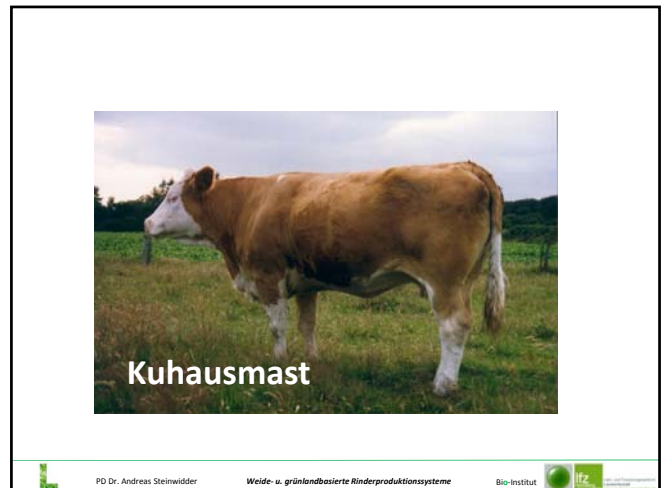 Kuhausmast
PD Dr. Andreas Steinwidder
Weide- u. grünlandbasierte Rinderproduktionssysteme
Bio-Institut
lfz